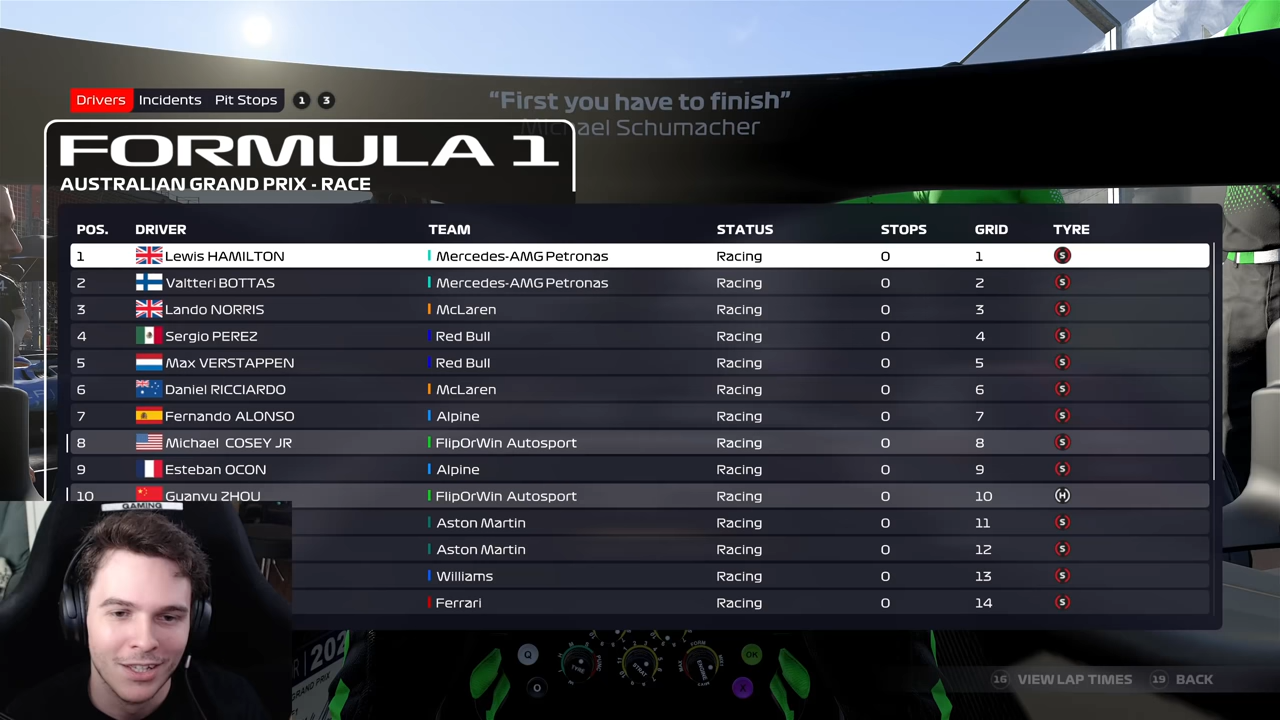 Drivers Incidents Pit Stops 1 3
"First you have to finish"
Michael Schumacher
FORMULA 1
AUSTRALIAN GRAND PRIX - RACE
POS. DRIVER TEAM STATUS STOPS GRID TYRE
1 Lewis HAMILTON Mercedes-AMG Petronas Racing 0 1 S
2 Valtteri BOTTAS Mercedes-AMG Petronas Racing 0 2 S
3 Lando NORRIS McLaren Racing 0 3 S
4 Sergio PEREZ Red Bull Racing 0 4 S
5 Max VERSTAPPEN Red Bull Racing 0 5 S
6 Daniel RICCIARDO McLaren Racing 0 6 S
7 Fernando ALONSO Alpine Racing 0 7 S
8 Michael COSEY JR FlipOrWin Autosport Racing 0 8 S
9 Esteban OCON Alpine Racing 0 9 S
10 Guanyu ZHOU FlipOrWin Autosport Racing 0 10 H
Aston Martin Racing 0 11 S
Aston Martin Racing 0 12 S
Williams Racing 0 13 S
Ferrari Racing 0 14 S
GAMING
Q OK
O X
16 VIEW LAP TIMES 19 BACK